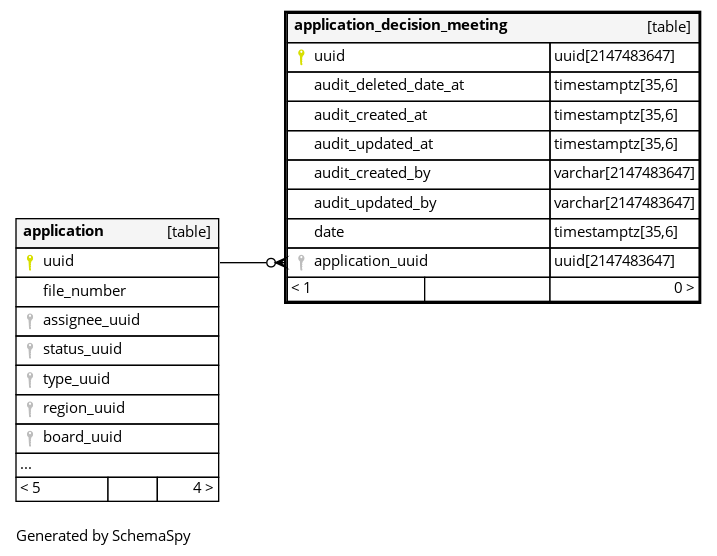 application_decision_meeting [table]
uuid uuid[2147483647]
audit_deleted_date_at timestamptz[35,6]
audit_created_at timestamptz[35,6]
audit_updated_at timestamptz[35,6]
audit_created_by varchar[2147483647]
audit_updated_by varchar[2147483647]
date timestamptz[35,6]
application_uuid uuid[2147483647]
< 1 0 >
application [table]
uuid
file_number
assignee_uuid
status_uuid
type_uuid
region_uuid
board_uuid
...
< 5 4 >
Generated by SchemaSpy